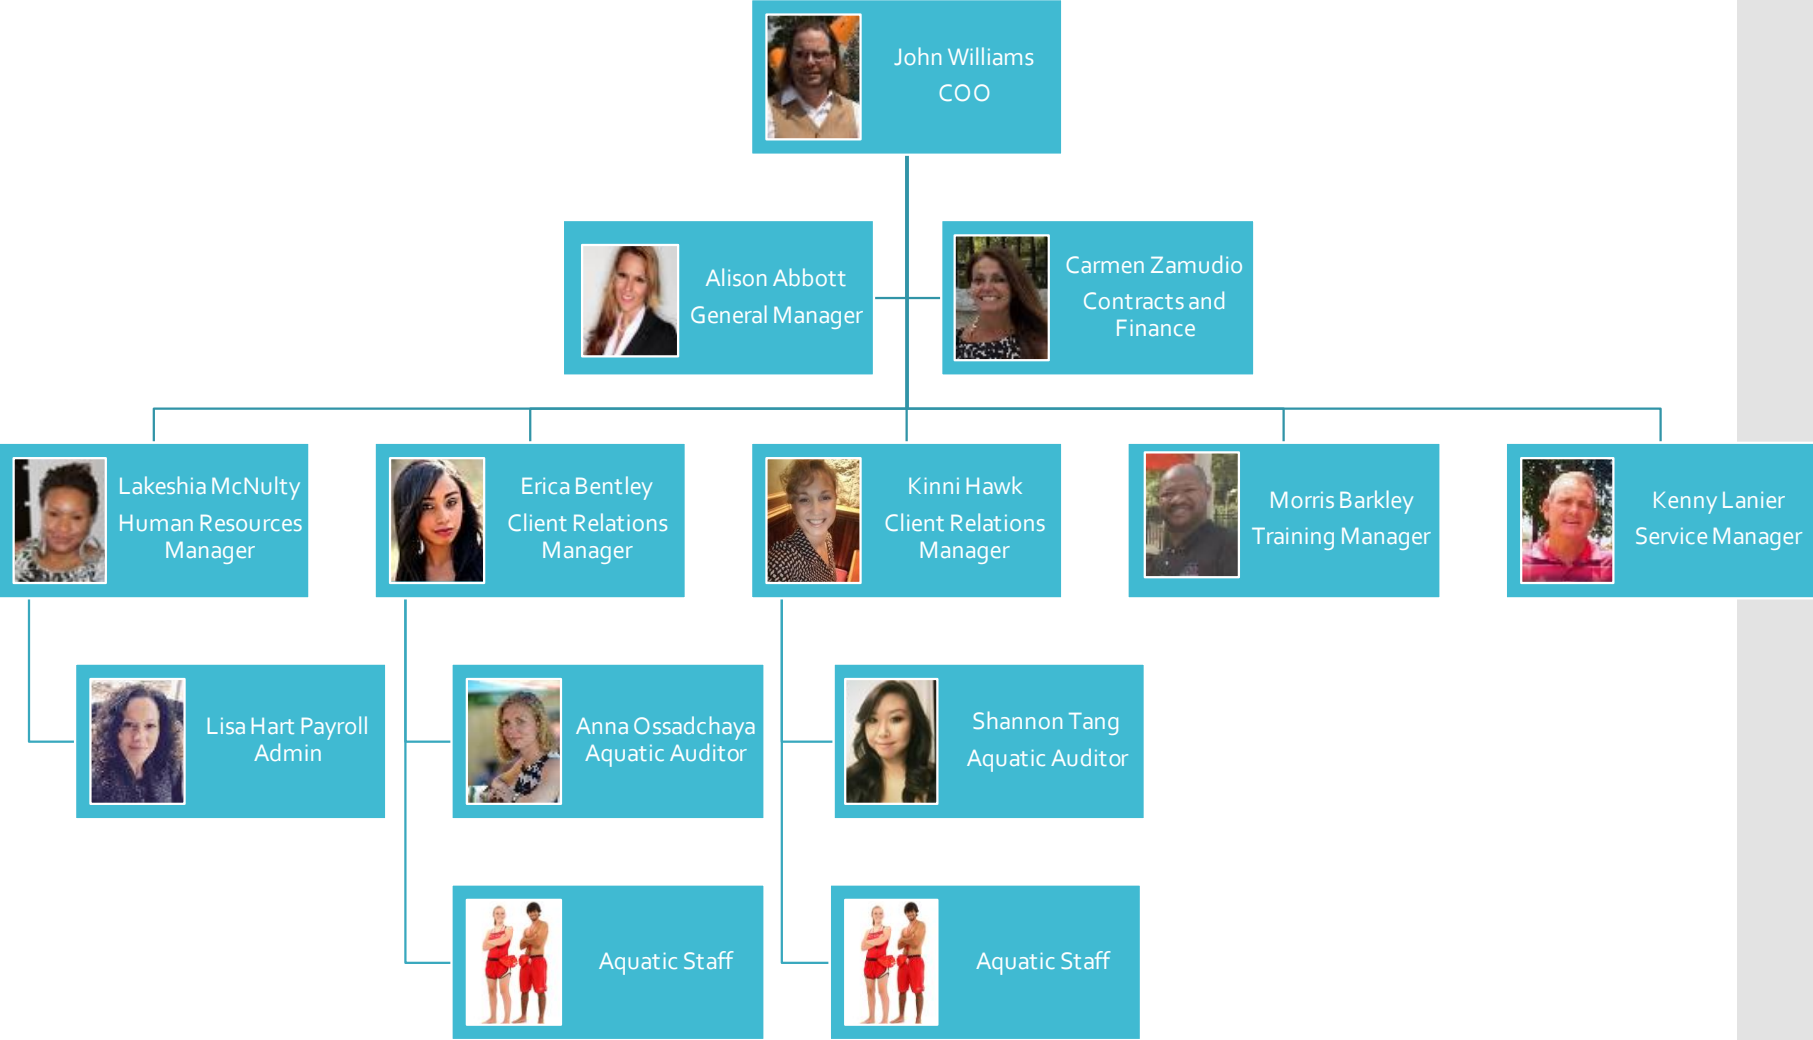 John Williams
COO
Alison Abbott
General Manager
Carmen Zamudio
Contracts and
Finance
Lakeshia McNulty
Human Resources
Manager
Erica Bentley
Client Relations
Manager
Kinni Hawk
Client Relations
Manager
Morris Barkley
Training Manager
Kenny Lanier
Service Manager
Lisa Hart Payroll
Admin
Anna Ossadchaya
Aquatic Auditor
Shannon Tang
Aquatic Auditor
Aquatic Staff
Aquatic Staff